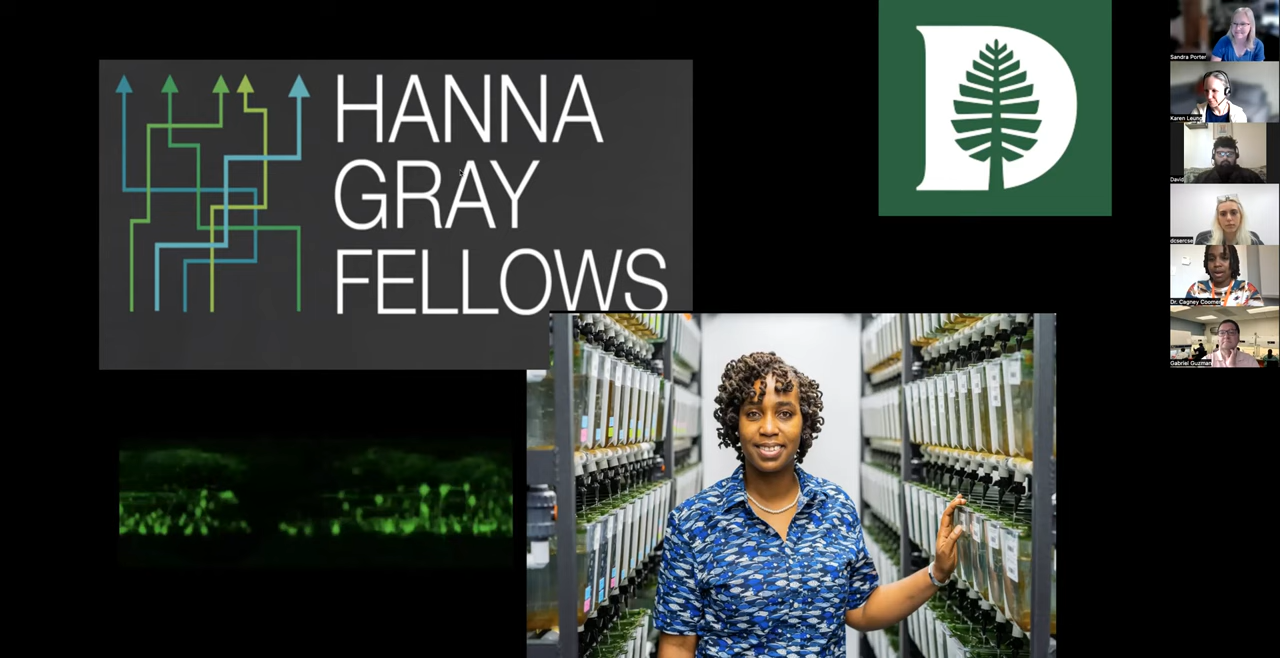 HANNA
GRAY
FELLOWS
D
Sandra Porter
Karen Leung
David
dcsercse
Dr. Cagney Coomer
Gabriel Guzman